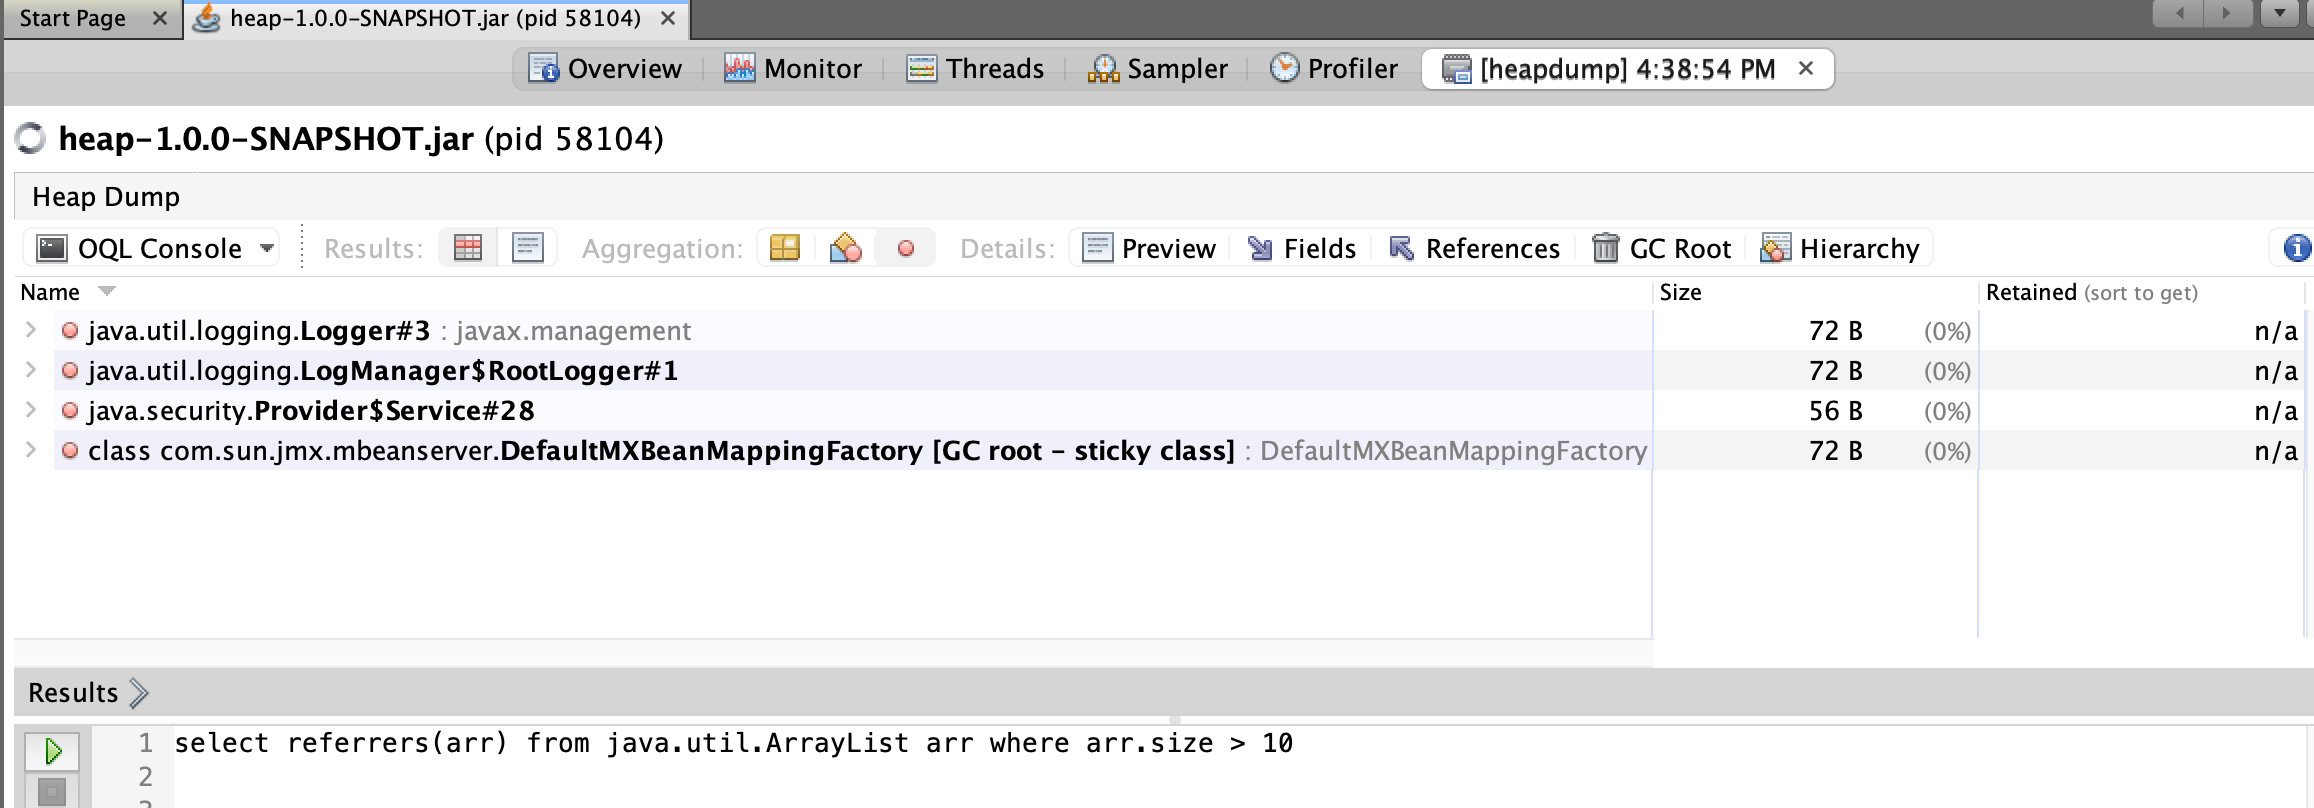 Start Page ×
heap-1.0.0-SNAPSHOT.jar (pid 58104) ×
Overview Monitor Threads Sampler Profiler [heapdump] 4:38:54 PM ×
heap-1.0.0-SNAPSHOT.jar (pid 58104)
Heap Dump
OQL Console Results: Aggregation: Details: Preview Fields References GC Root Hierarchy
Name Size Retained (sort to get)
java.util.logging.Logger#3 : javax.management 72 B (0%) n/a
java.util.logging.LogManager$RootLogger#1 72 B (0%) n/a
java.security.Provider$Service#28 56 B (0%) n/a
class com.sun.jmx.mbeanserver.DefaultMXBeanMappingFactory [GC root - sticky class] : DefaultMXBeanMappingFactory 72 B (0%) n/a
Results
1 select referrers(arr) from java.util.ArrayList arr where arr.size > 10
2